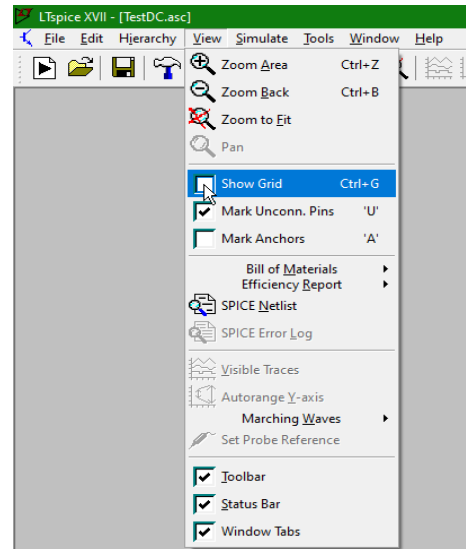 LTspice XVII - [TestDC.asc]
File Edit Hierarchy View Simulate Tools Window Help
Zoom Area Ctrl+Z
Zoom Back Ctrl+B
Zoom to Fit
Pan
Show Grid Ctrl+G
Mark Unconn. Pins 'U'
Mark Anchors 'A'
Bill of Materials
Efficiency Report
SPICE Netlist
SPICE Error Log
Visible Traces
Autorange Y-axis
Marching Waves
Set Probe Reference
Toolbar
Status Bar
Window Tabs